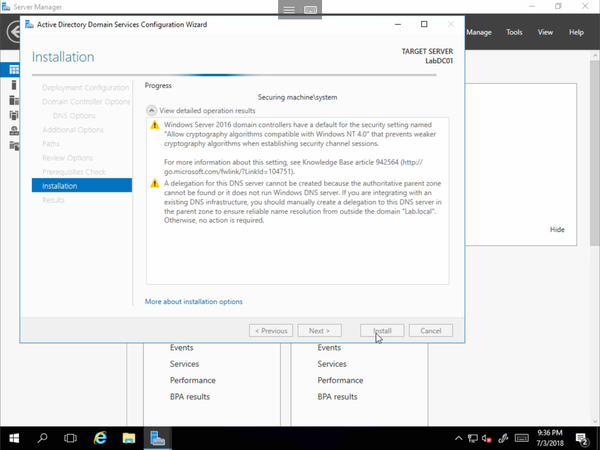 Server Manager
Manage Tools View Help
Active Directory Domain Services Configuration Wizard
Installation
TARGET SERVER
LabDC01
Deployment Configuration
Domain Controller Options
DNS Options
Additional Options
Paths
Review Options
Prerequisites Check
Installation
Results
Progress
Securing machine\system
View detailed operation results
Windows Server 2016 domain controllers have a default for the security setting named
"Allow cryptography algorithms compatible with Windows NT 4.0" that prevents weaker
cryptography algorithms when establishing security channel sessions.
For more information about this setting, see Knowledge Base article 942564 (http://
go.microsoft.com/fwlink/?LinkId=104751).
A delegation for this DNS server cannot be created because the authoritative parent zone
cannot be found or it does not run Windows DNS server. If you are integrating with an
existing DNS infrastructure, you should manually create a delegation to this DNS server in
the parent zone to ensure reliable name resolution from outside the domain "Lab.local".
Otherwise, no action is required.
More about installation options
< Previous Next > Install Cancel
Hide
Events Events
Services Services
Performance Performance
BPA results BPA results
9:36 PM
7/3/2018
2